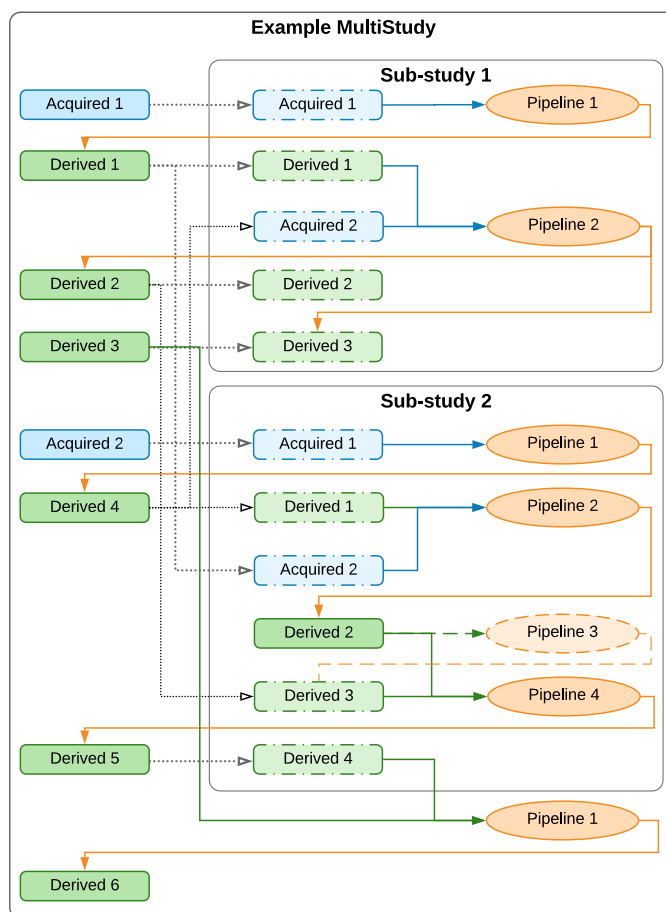 Example MultiStudy
Sub-study 1
Acquired 1
Acquired 1
Pipeline 1
Derived 1
Derived 1
Acquired 2
Pipeline 2
Derived 2
Derived 2
Derived 3
Derived 3
Sub-study 2
Acquired 2
Acquired 1
Pipeline 1
Derived 4
Derived 1
Pipeline 2
Acquired 2
Derived 2
Pipeline 3
Derived 3
Pipeline 4
Derived 5
Derived 4
Pipeline 1
Derived 6